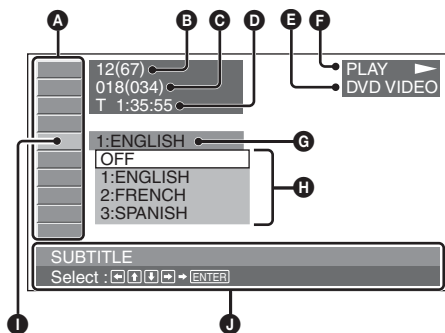 A
B
C
D
E
F
12(67)
018(034)
T 1:35:55
PLAY
DVD VIDEO
1:ENGLISH
G
OFF
1:ENGLISH
2:FRENCH
3:SPANISH
H
SUBTITLE
Select : ENTER
I
J